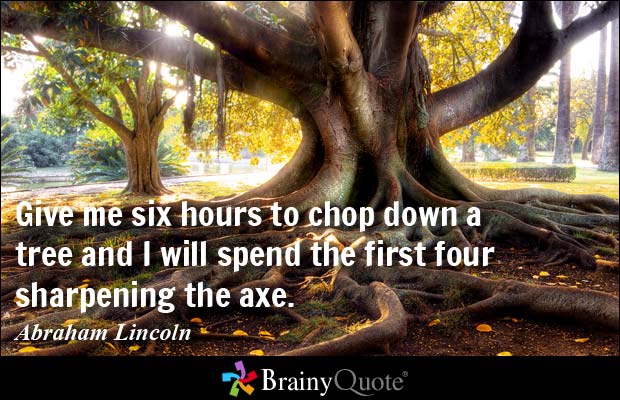 Give me six hours to chop down a
tree and I will spend the first four
sharpening the axe.
Abraham Lincoln
BrainyQuote®